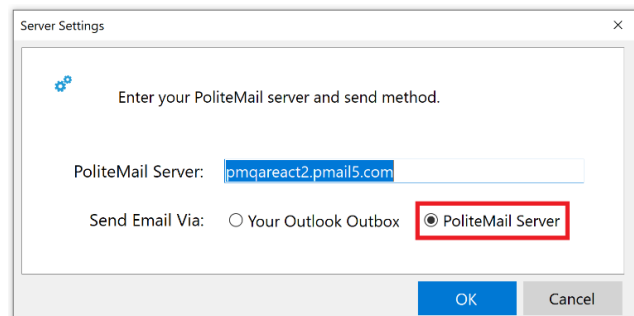 Server Settings
Enter your PoliteMail server and send method.
PoliteMail Server: pmqareact2.pmail5.com
Send Email Via: Your Outlook Outbox PoliteMail Server
OK Cancel